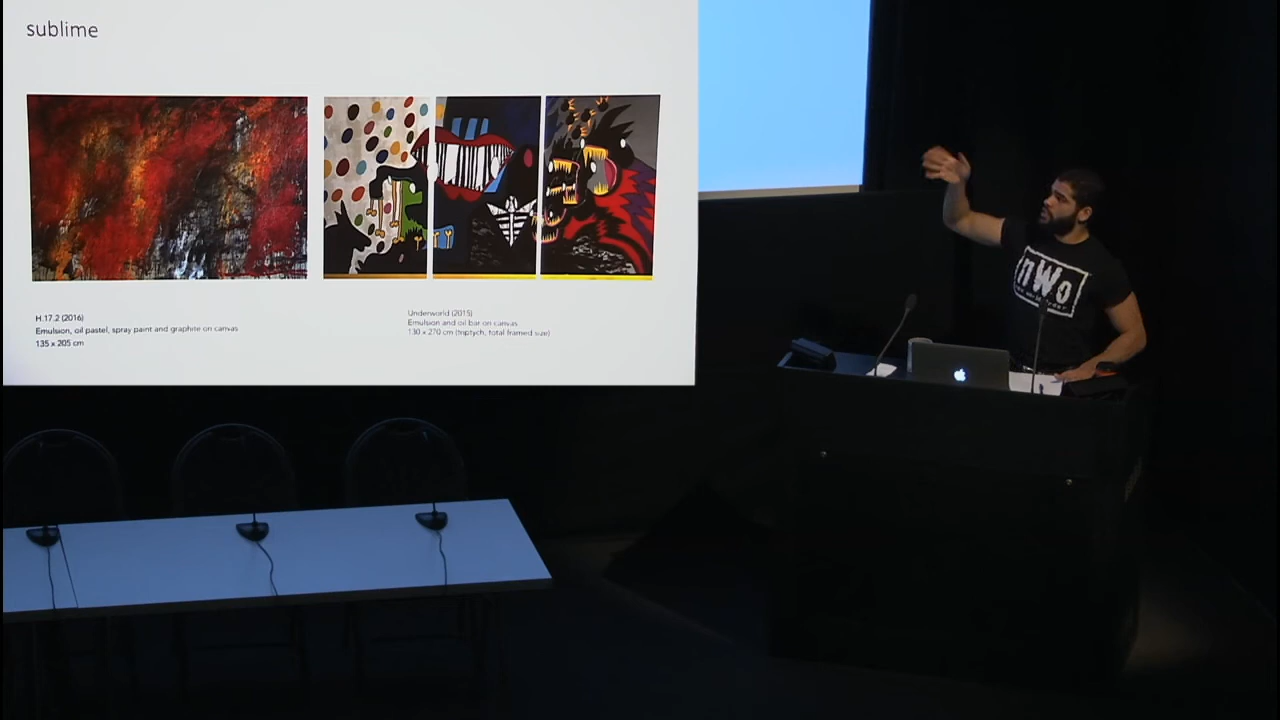 sublime
H.17.2 (2016)
Emulsion, oil pastel, spray paint and graphite on canvas
135 x 205 cm
Underworld (2015)
Emulsion and oil bar on canvas
130 x 270 cm (triptych, total framed size)
nWo